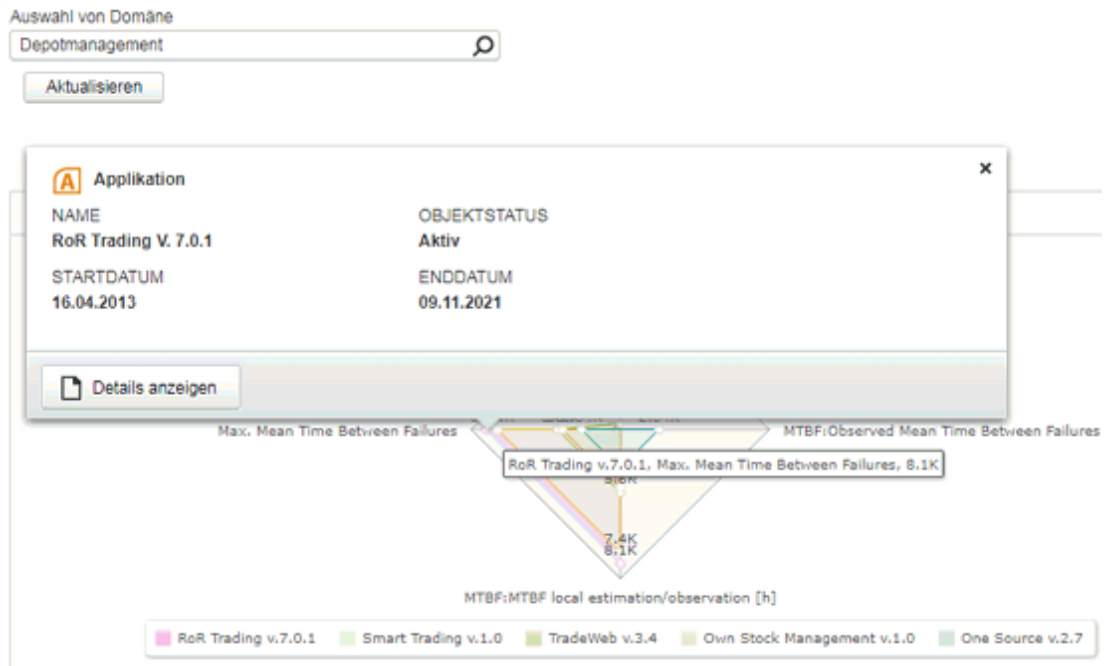 Auswahl von Domäne
Depotmanagement
Aktualisieren
Applikation
NAME
OBJEKTSTATUS
RoR Trading V. 7.0.1
Aktiv
STARTDATUM
ENDDATUM
16.04.2013
09.11.2021
Details anzeigen
Max. Mean Time Between Failures
MTBF:Observed Mean Time Between Failures
RoR Trading v.7.0.1, Max. Mean Time Between Failures, 8.1K
7.4K
8.1K
MTBF:MTBF local estimation/observation [h]
RoR Trading v.7.0.1 Smart Trading v.1.0 TradeWeb v.3.4 Own Stock Management v.1.0 One Source v.2.7